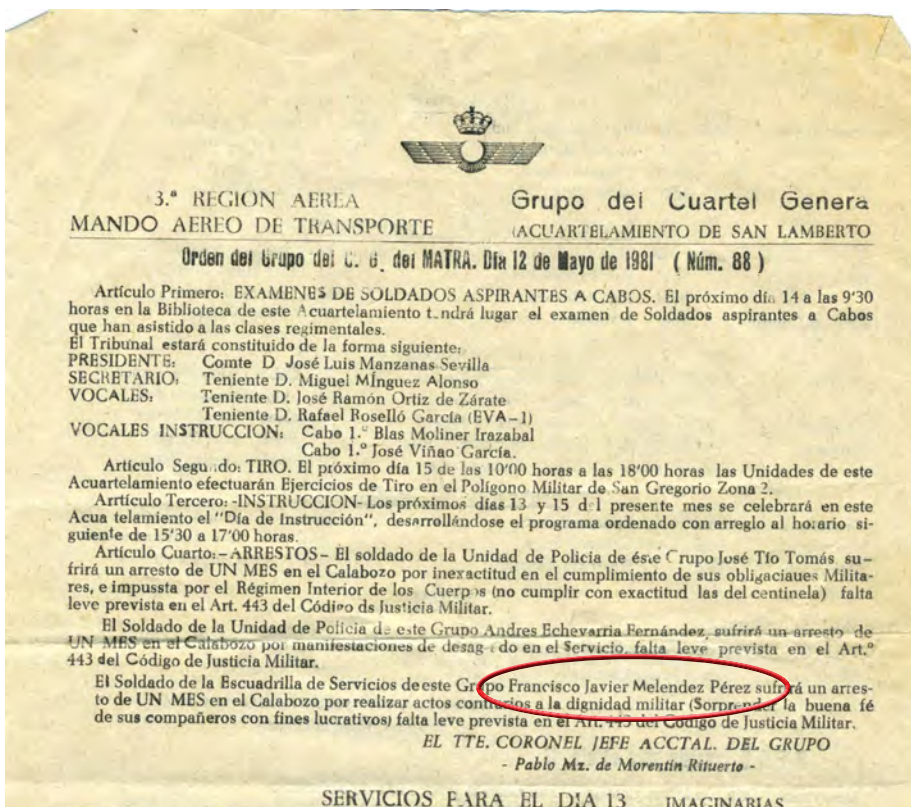 3.ª REGION AEREA
MANDO AEREO DE TRANSPORTE
Grupo del Cuartel Genera
(ACUARTELAMIENTO DE SAN LAMBERTO
Orden del Grupo del C. G. del MATRA. Día 12 de Mayo de 1981 ( Núm. 88 )
Artículo Primero: EXAMENES DE SOLDADOS ASPIRANTES A CABOS. El próximo día 14 a las 9'30
horas en la Biblioteca de este Acuartelamiento t ndrá lugar el examen de Soldados aspirantes a Cabos
que han asistido a las clases regimentales.
El Tribunal estará constituido de la forma siguiente:
PRESIDENTE: Comte D José Luis Manzanas Sevilla
SECRETARIO: Teniente D. Miguel Mínguez Alonso
VOCALES: Teniente D. José Ramón Ortiz de Zárate
Teniente D. Rafael Roselló García (EVA-1)
VOCALES INSTRUCCION: Cabo 1.º Blas Moliner Irazabal
Cabo 1.º José Viñao García.
Artículo Segu do: TIRO. El próximo día 15 de las 10'00 horas a las 18'00 horas las Unidades de este
Acuartelamiento efectuarán Ejercicios de Tiro en el Polígono Militar de San Gregorio Zona 2.
Arrtículo Tercero: -INSTRUCCION- Los próximos días 13 y 15 d l presente mes se celebrará en este
Acua telamiento el "Día de Instrucción", desarrollándose el programa ordenado con arreglo al horario si-
guiente de 15'30 a 17'00 horas.
Artículo Cuarto: - ARRESTOS - El soldado de la Unidad de Policia de éste Grupo José Tío Tomás su-
frirá un arresto de UN MES en el Calabozo por inexactitud en el cumplimiento de sus obligaciaues Milita-
res, e impussta por el Régimen Interior de los Cuerpos (no cumplir con exactitud las del centinela) falta
leve prevista en el Art. 443 del Código ds Justicia Militar.
El Soldado de la Unidad de Policia de este Grupo Andres Echevarria Fernández, sufrirá un arresto de
UN MES en el Calabozo por manifestaciones de desag do en el Servicio, falta leve prevista en el Art.º
443 del Código de Justicia Militar.
El Soldado de la Escuadrilla de Servicios de este Grupo Francisco Javier Melendez Pérez sufrirá un arres-
to de UN MES en el Calabozo por realizar actos contrarios a la dignidad militar (Sorprender la buena fé
de sus compañeros con fines lucrativos) falta leve prevista en el Art. 443 del Código de Justicia Militar.
EL TTE. CORONEL JEFE ACCTAL. DEL GRUPO
- Pablo Mz. de Morentin Rituerto -
SERVICIOS PARA EL DIA 13 IMAGINARIAS